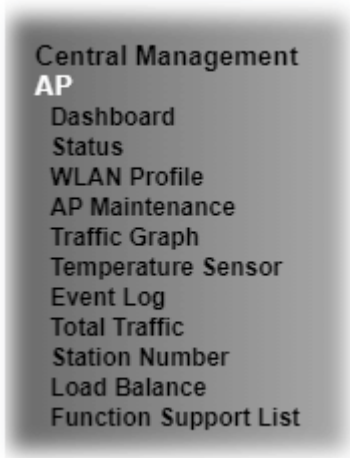 Central Management
AP
Dashboard
Status
WLAN Profile
AP Maintenance
Traffic Graph
Temperature Sensor
Event Log
Total Traffic
Station Number
Load Balance
Function Support List